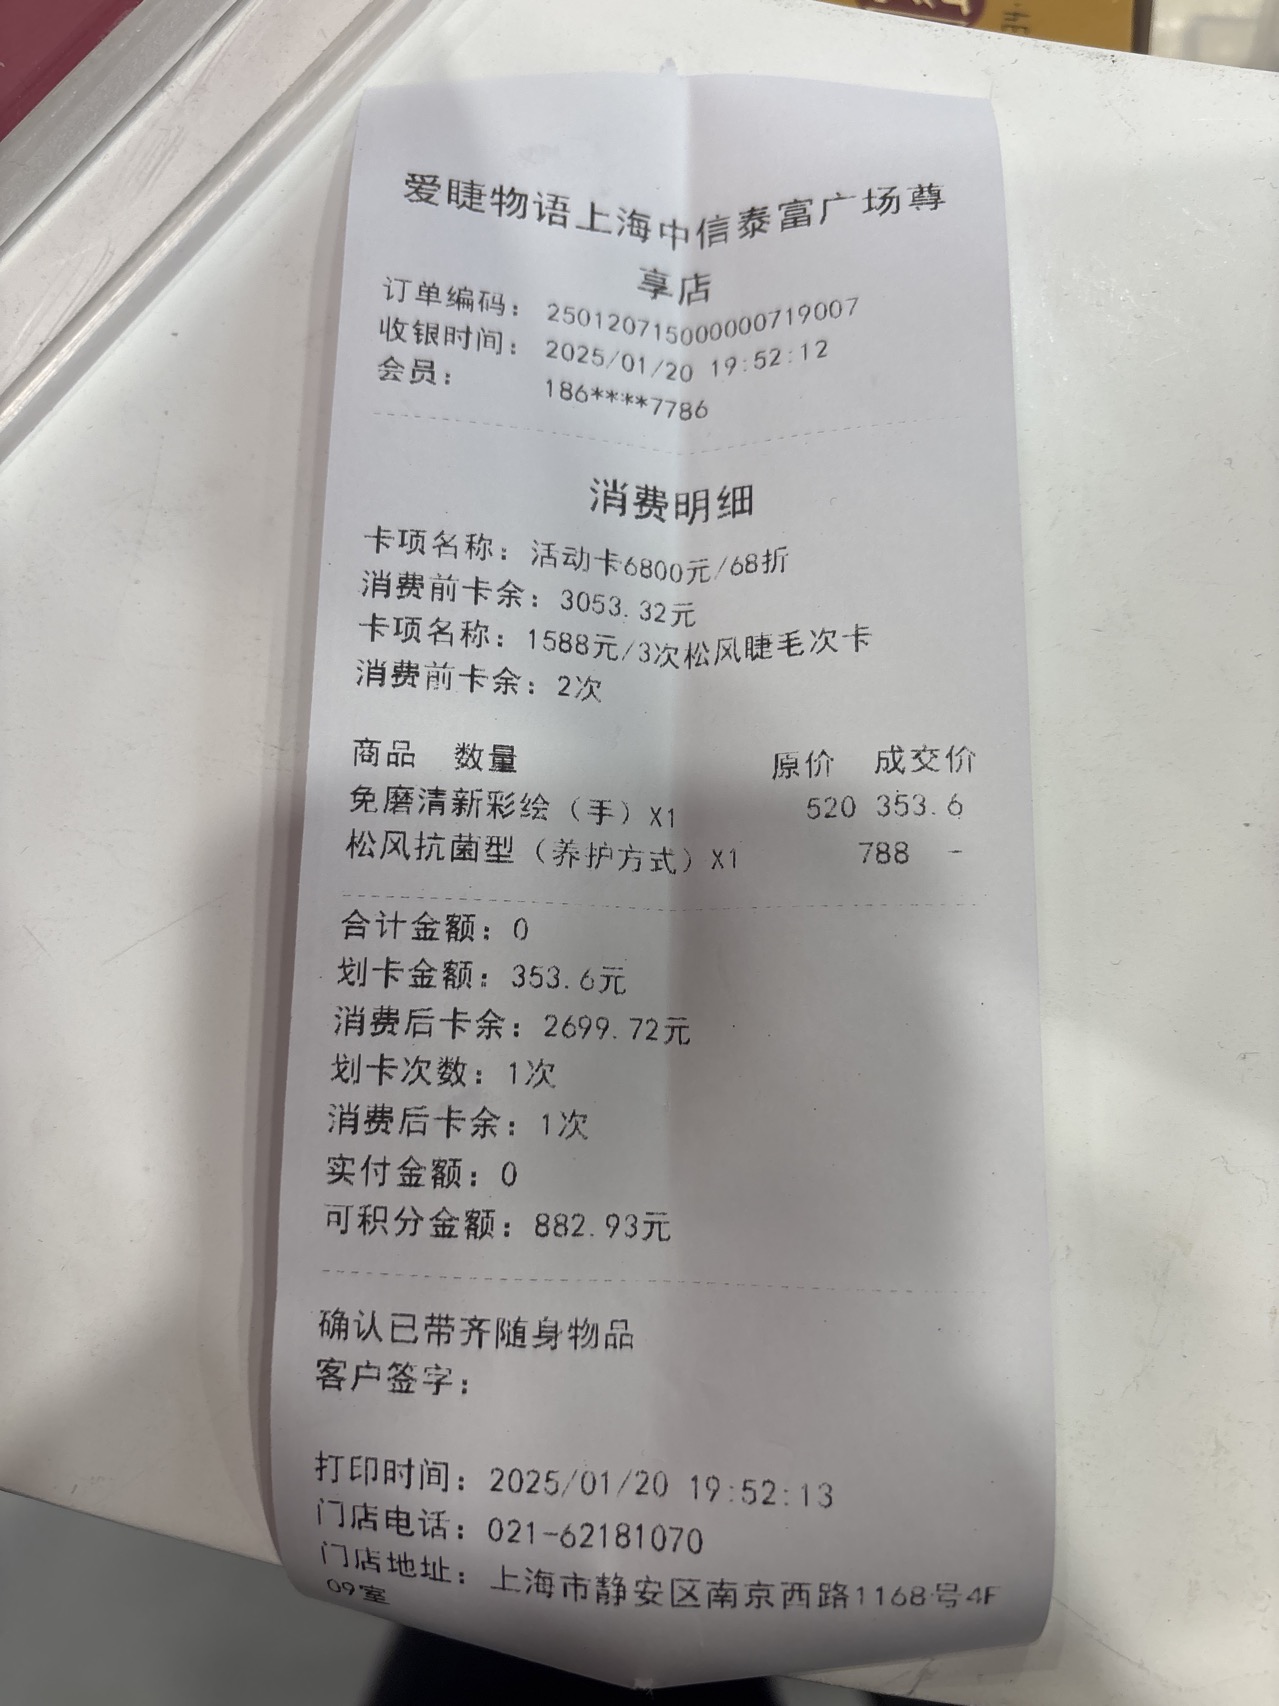 爱睫物语上海中信泰富广场尊
享店
订单编码： 250120715000000719007
收银时间： 2025/01/20 19:52:12
会员： 186****7786
消费明细
卡项名称：活动卡6800元/68折
消费前卡余：3053.32元
卡项名称：1588元/3次松风睫毛次卡
消费前卡余：2次
商品 数量 原价 成交价
免磨清新彩绘（手）X1 520 353.6
松风抗菌型（养护方式）X1 788 -
合计金额：0
划卡金额：353.6元
消费后卡余：2699.72元
划卡次数：1次
消费后卡余：1次
实付金额：0
可积分金额：882.93元
确认已带齐随身物品
客户签字：
打印时间：2025/01/20 19:52:13
门店电话：021-62181070
门店地址：上海市静安区南京西路1168号4F
09室